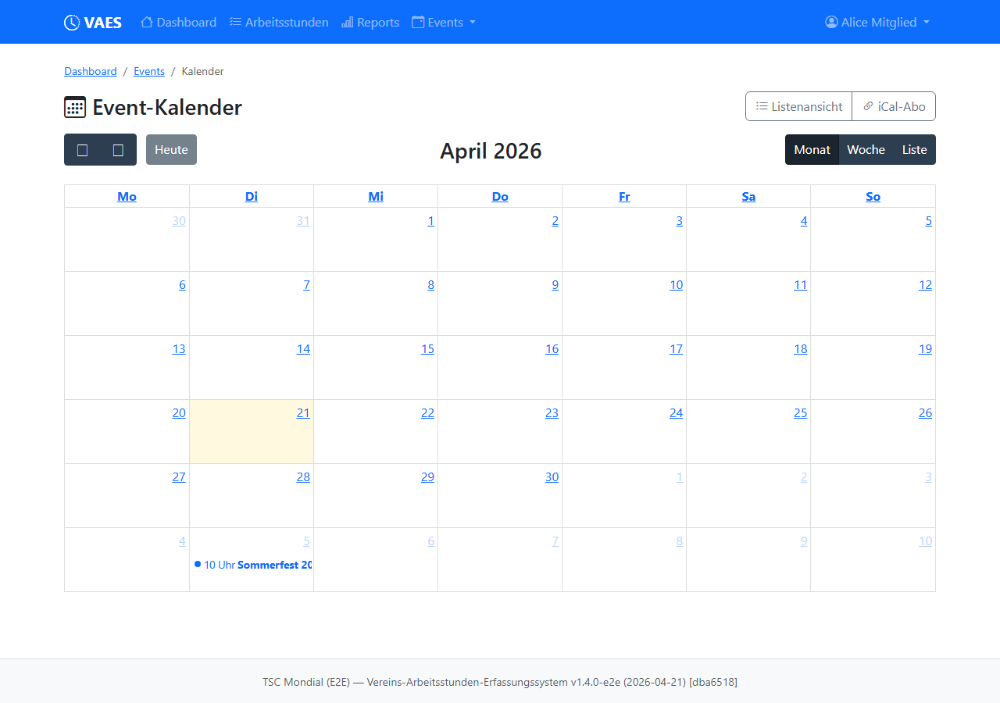 VAES Dashboard Arbeitsstunden Reports Events Alice Mitglied
Dashboard / Events / Kalender
Event-Kalender Listenansicht iCal-Abo
Heute April 2026 Monat Woche Liste
Mo Di Mi Do Fr Sa So
30 31 1 2 3 4 5
6 7 8 9 10 11 12
13 14 15 16 17 18 19
20 21 22 23 24 25 26
27 28 29 30 1 2 3
4 5 6 7 8 9 10
10 Uhr Sommerfest 20
TSC Mondial (E2E) — Vereins-Arbeitsstunden-Erfassungssystem v1.4.0-e2e (2026-04-21) [dba6518]